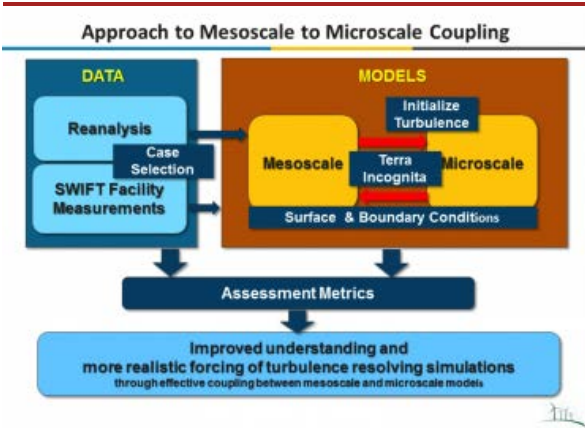 Approach to Mesoscale to Microscale Coupling
DATA
MODELS
Reanalysis
Case
Selection
SWIFT Facility
Measurements
Initialize
Turbulence
Mesoscale
Terra
Incognita
Microscale
Surface & Boundary Conditions
Assessment Metrics
Improved understanding and
more realistic forcing of turbulence resolving simulations
through effective coupling between mesoscale and microscale models